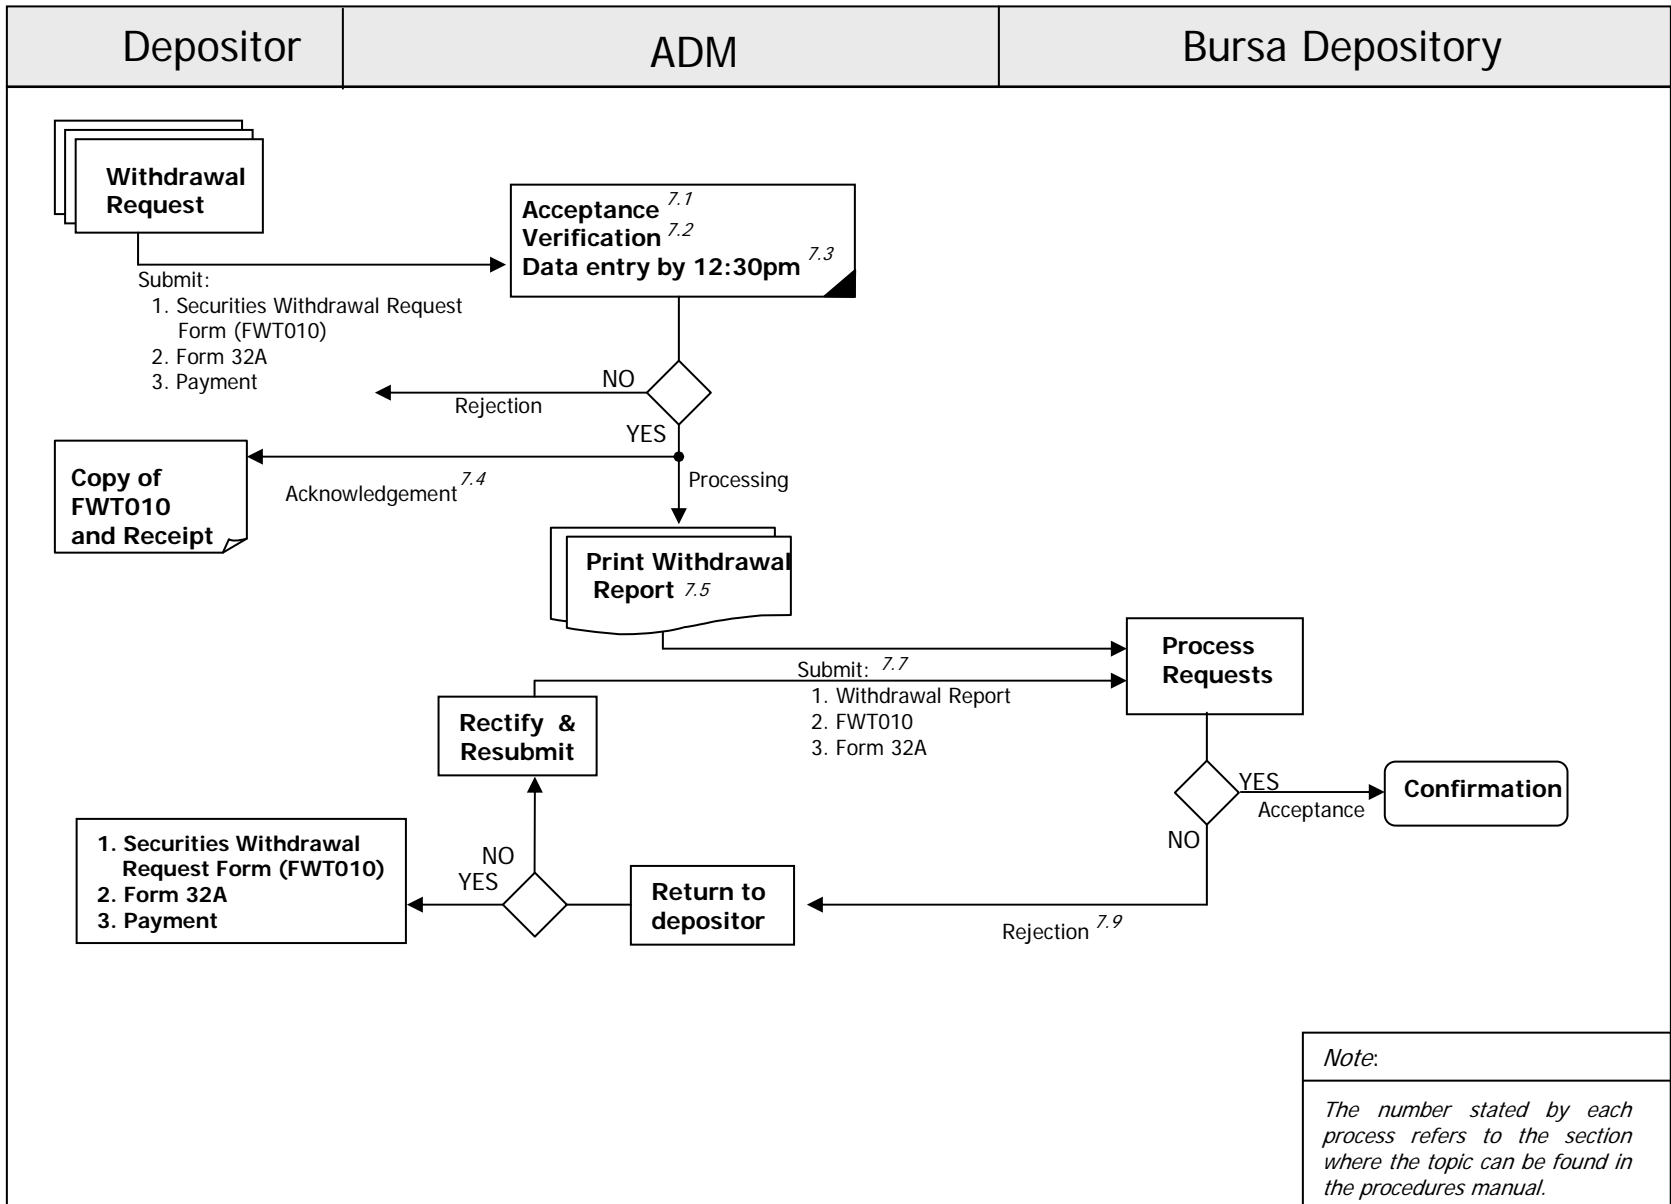 Depositor
ADM
Bursa Depository
Withdrawal
Request
Acceptance 7.1
Verification 7.2
Data entry by 12:30pm 7.3
Submit:
1. Securities Withdrawal Request
Form (FWT010)
2. Form 32A
3. Payment
NO
Rejection
YES
Copy of
FWT010
and Receipt
Acknowledgement 7.4
Processing
Print Withdrawal
Report 7.5
Process
Requests
Submit: 7.7
1. Withdrawal Report
2. FWT010
3. Form 32A
Rectify & 
Resubmit
YES
Acceptance
Confirmation
NO
1. Securities Withdrawal
Request Form (FWT010)
2. Form 32A
3. Payment
NO
YES
Return to
depositor
Rejection 7.9
Note:
The number stated by each
process refers to the section
where the topic can be found in
the procedures manual.